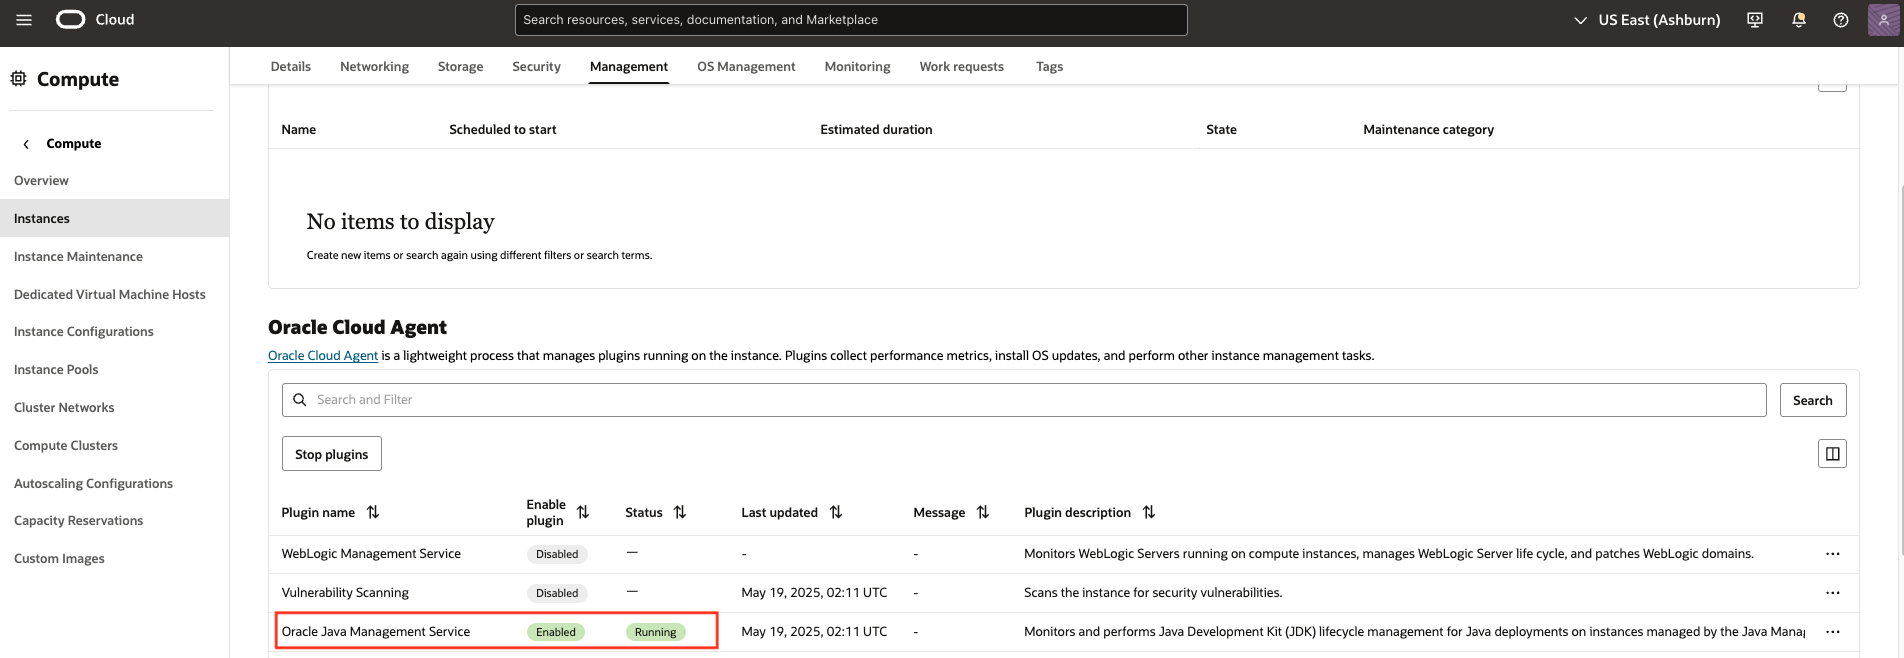 Cloud
Search resources, services, documentation, and Marketplace
US East (Ashburn)
Compute
Details Networking Storage Security Management OS Management Monitoring Work requests Tags
Compute
Overview
Instances
Instance Maintenance
Dedicated Virtual Machine Hosts
Instance Configurations
Instance Pools
Cluster Networks
Compute Clusters
Autoscaling Configurations
Capacity Reservations
Custom Images
Name Scheduled to start Estimated duration State Maintenance category
No items to display
Create new items or search again using different filters or search terms.
Oracle Cloud Agent
Oracle Cloud Agent is a lightweight process that manages plugins running on the instance. Plugins collect performance metrics, install OS updates, and perform other instance management tasks.
Search and Filter
Search
Stop plugins
Plugin name Enable plugin Status Last updated Message Plugin description
WebLogic Management Service Disabled — - - Monitors WebLogic Servers running on compute instances, manages WebLogic Server life cycle, and patches WebLogic domains. ...
Vulnerability Scanning Disabled — May 19, 2025, 02:11 UTC - Scans the instance for security vulnerabilities. ...
Oracle Java Management Service Enabled Running May 19, 2025, 02:11 UTC - Monitors and performs Java Development Kit (JDK) lifecycle management for Java deployments on instances managed by the Java Manag ...